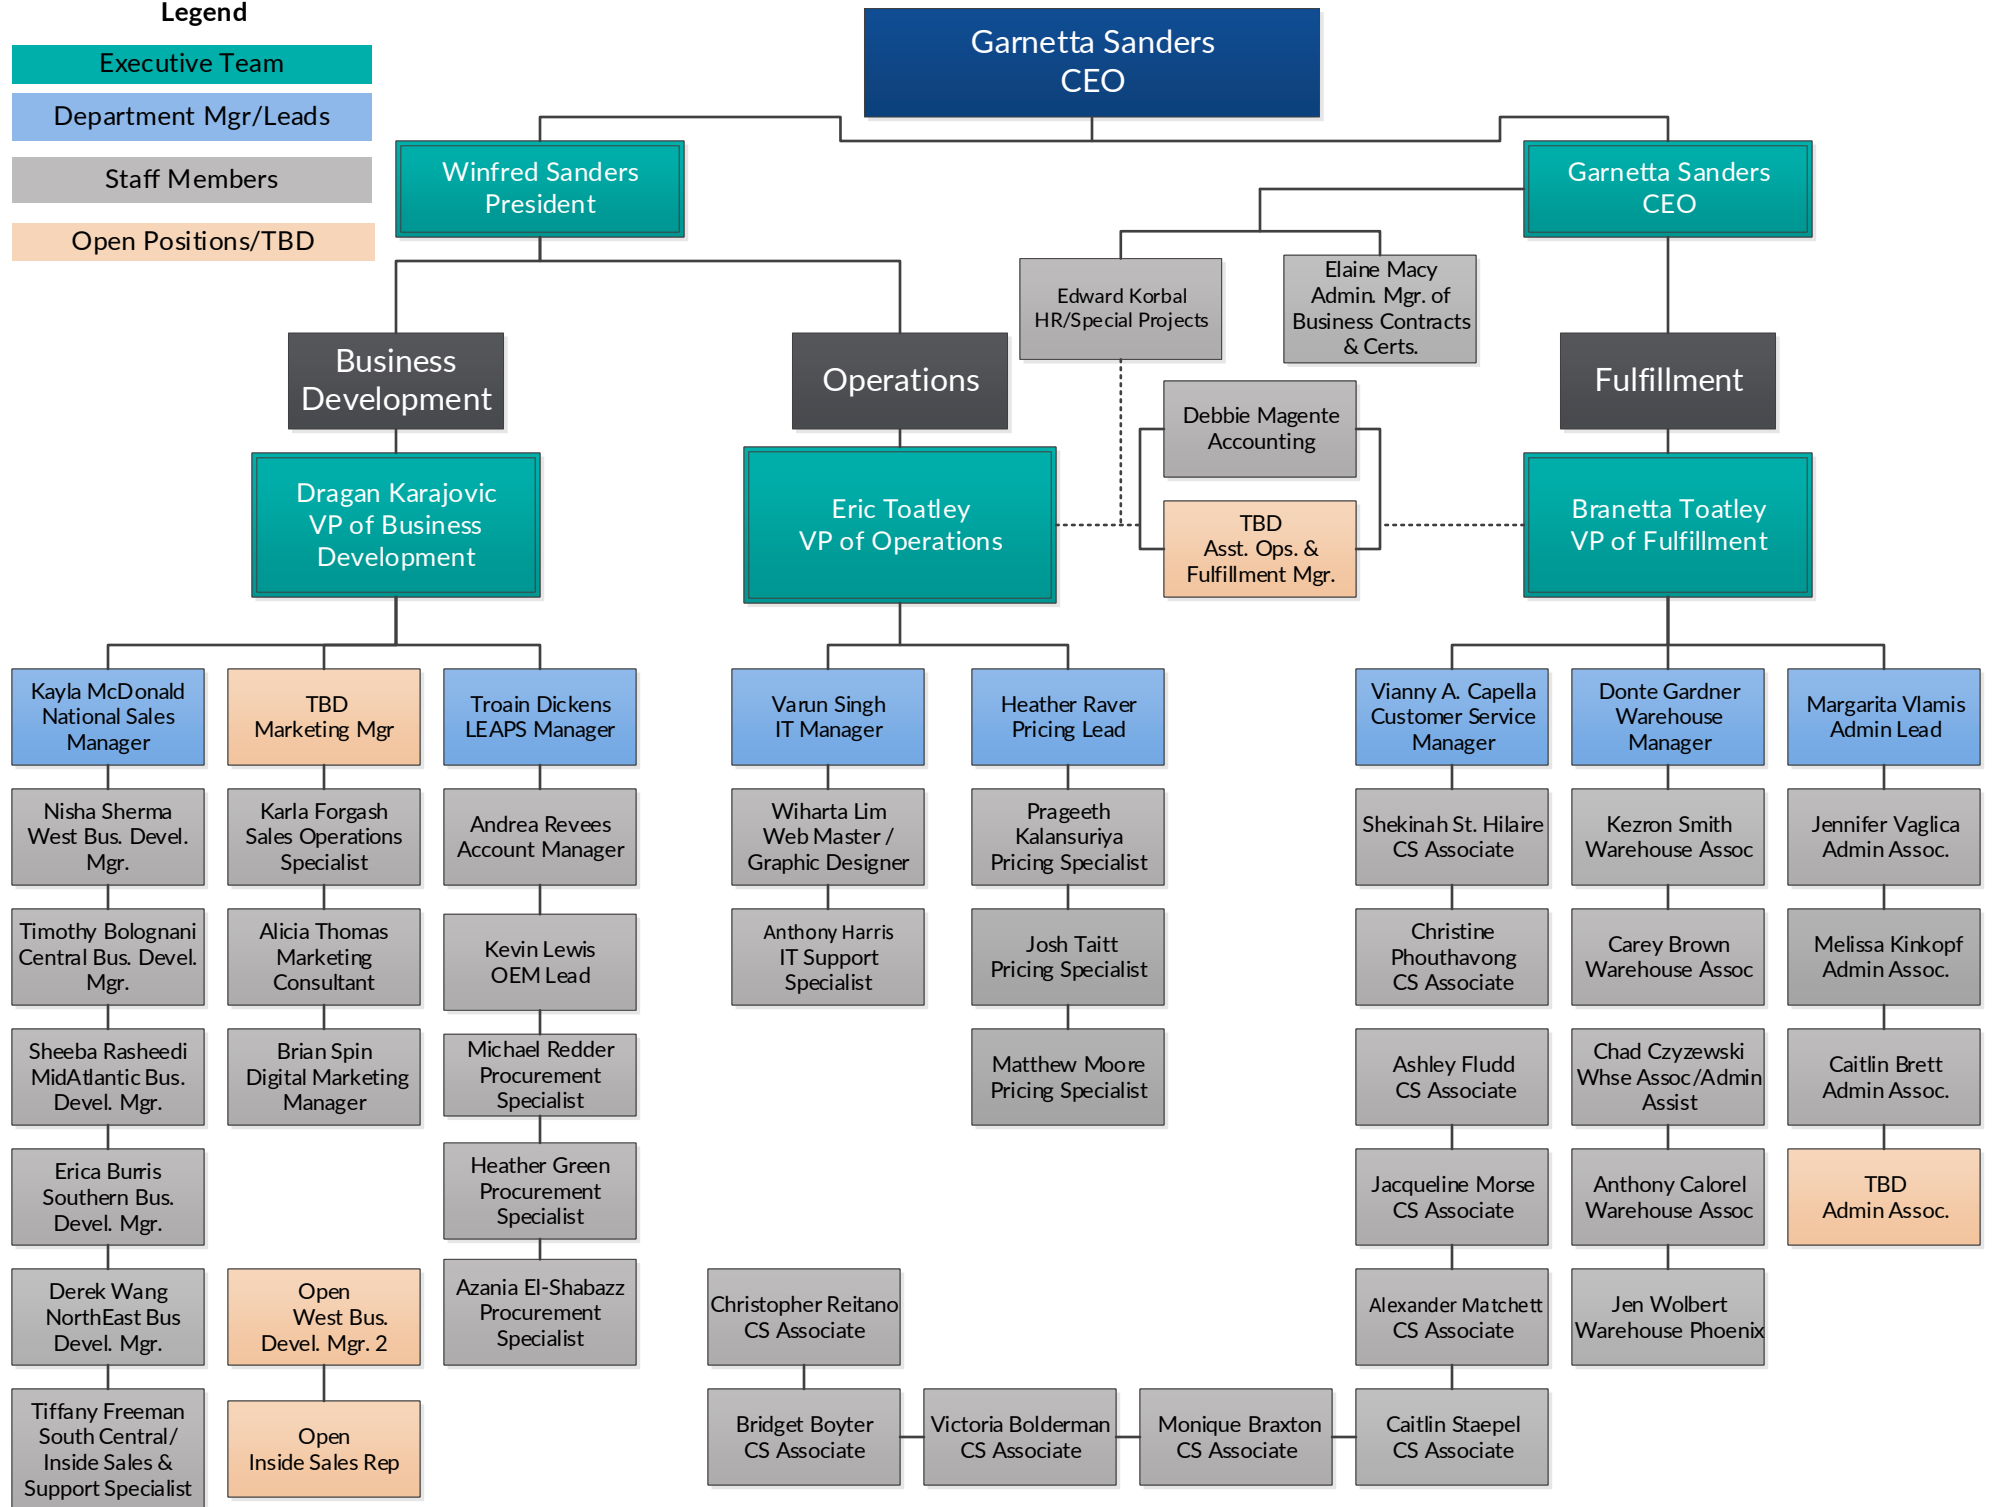 Legend
Executive Team
Department Mgr/Leads
Staff Members
Open Positions/TBD
Garnetta Sanders
CEO
Winfred Sanders
President
Garnetta Sanders
CEO
Edward Korbal
HR/Special Projects
Elaine Macy
Admin. Mgr. of
Business Contracts
& Certs.
Business
Development
Operations
Fulfillment
Debbie Magente
Accounting
TBD
Asst. Ops. &
Fulfillment Mgr.
Dragan Karajovic
VP of Business
Development
Eric Toatley
VP of Operations
Branetta Toatley
VP of Fulfillment
Kayla McDonald
National Sales
Manager
Nisha Sherma
West Bus. Devel.
Mgr.
Timothy Bolognani
Central Bus. Devel.
Mgr.
Sheeba Rasheedi
MidAtlantic Bus.
Devel. Mgr.
Erica Burris
Southern Bus.
Devel. Mgr.
Derek Wang
NorthEast Bus
Devel. Mgr.
Tiffany Freeman
South Central/
Inside Sales &
Support Specialist
TBD
Marketing Mgr
Karla Forgash
Sales Operations
Specialist
Alicia Thomas
Marketing
Consultant
Brian Spin
Digital Marketing
Manager
Open
West Bus.
Devel. Mgr. 2
Open
Inside Sales Rep
Troain Dickens
LEAPS Manager
Andrea Revees
Account Manager
Kevin Lewis
OEM Lead
Michael Redder
Procurement
Specialist
Heather Green
Procurement
Specialist
Azania El-Shabazz
Procurement
Specialist
Varun Singh
IT Manager
Wiharta Lim
Web Master /
Graphic Designer
Anthony Harris
IT Support
Specialist
Heather Raver
Pricing Lead
Prageeth
Kalansuriya
Pricing Specialist
Josh Taitt
Pricing Specialist
Matthew Moore
Pricing Specialist
Vianny A. Capella
Customer Service
Manager
Shekinah St. Hilaire
CS Associate
Christine
Phouthavong
CS Associate
Ashley Fludd
CS Associate
Jacqueline Morse
CS Associate
Alexander Matchett
CS Associate
Caitlin Staepel
CS Associate
Monique Braxton
CS Associate
Victoria Bolderman
CS Associate
Bridget Boyter
CS Associate
Christopher Reitano
CS Associate
Donte Gardner
Warehouse
Manager
Kezron Smith
Warehouse Assoc
Carey Brown
Warehouse Assoc
Chad Czyzewski
Whse Assoc/Admin
Assist
Anthony Calorel
Warehouse Assoc
Jen Wolbert
Warehouse Phoenix
Margarita Vlamis
Admin Lead
Jennifer Vaglica
Admin Assoc.
Melissa Kinkopf
Admin Assoc.
Caitlin Brett
Admin Assoc.
TBD
Admin Assoc.